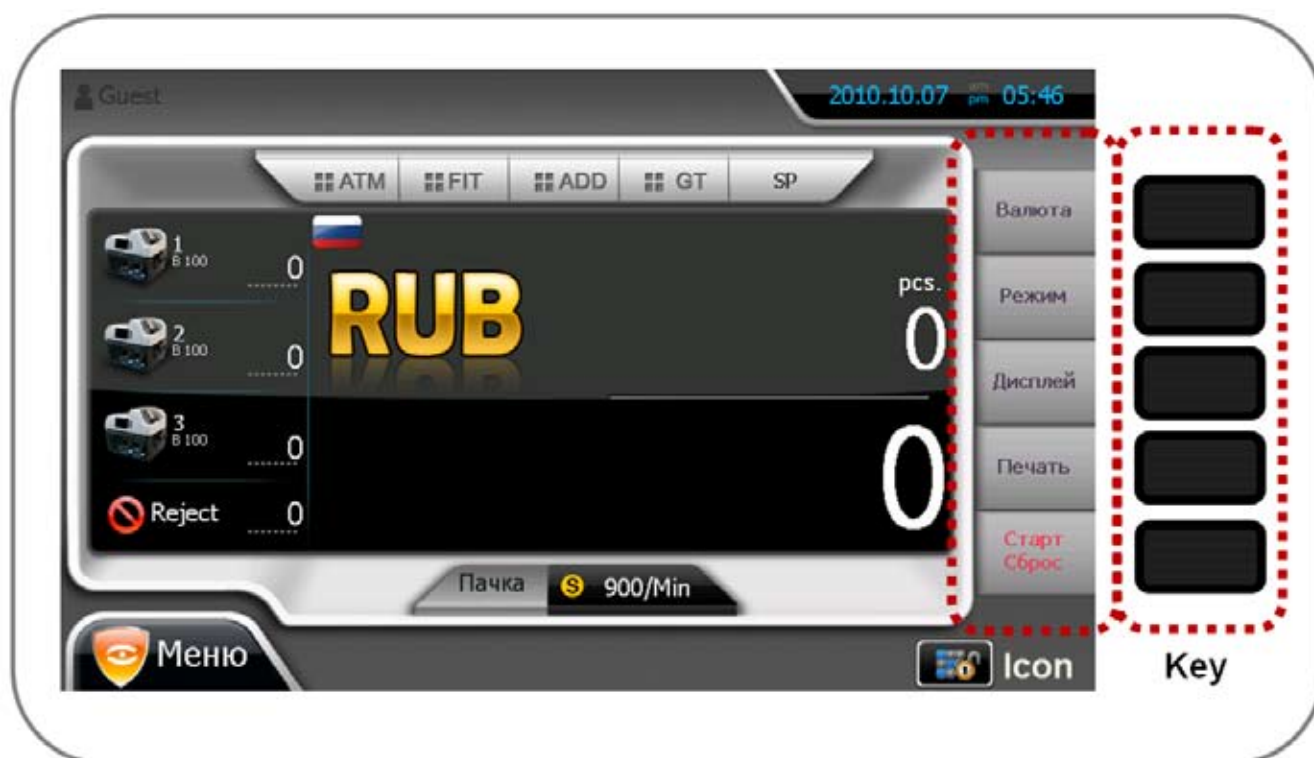 Guest
2010.10.07 am pm 05:46
ATM FIT ADD GT SP
1
B 100
0
2
B 100
0
3
B 100
0
Reject 0
RUB
pcs.
0
0
Валюта
Режим
Дисплей
Печать
Старт
Сброс
Пачка S 900/Min
Меню
Icon
Key